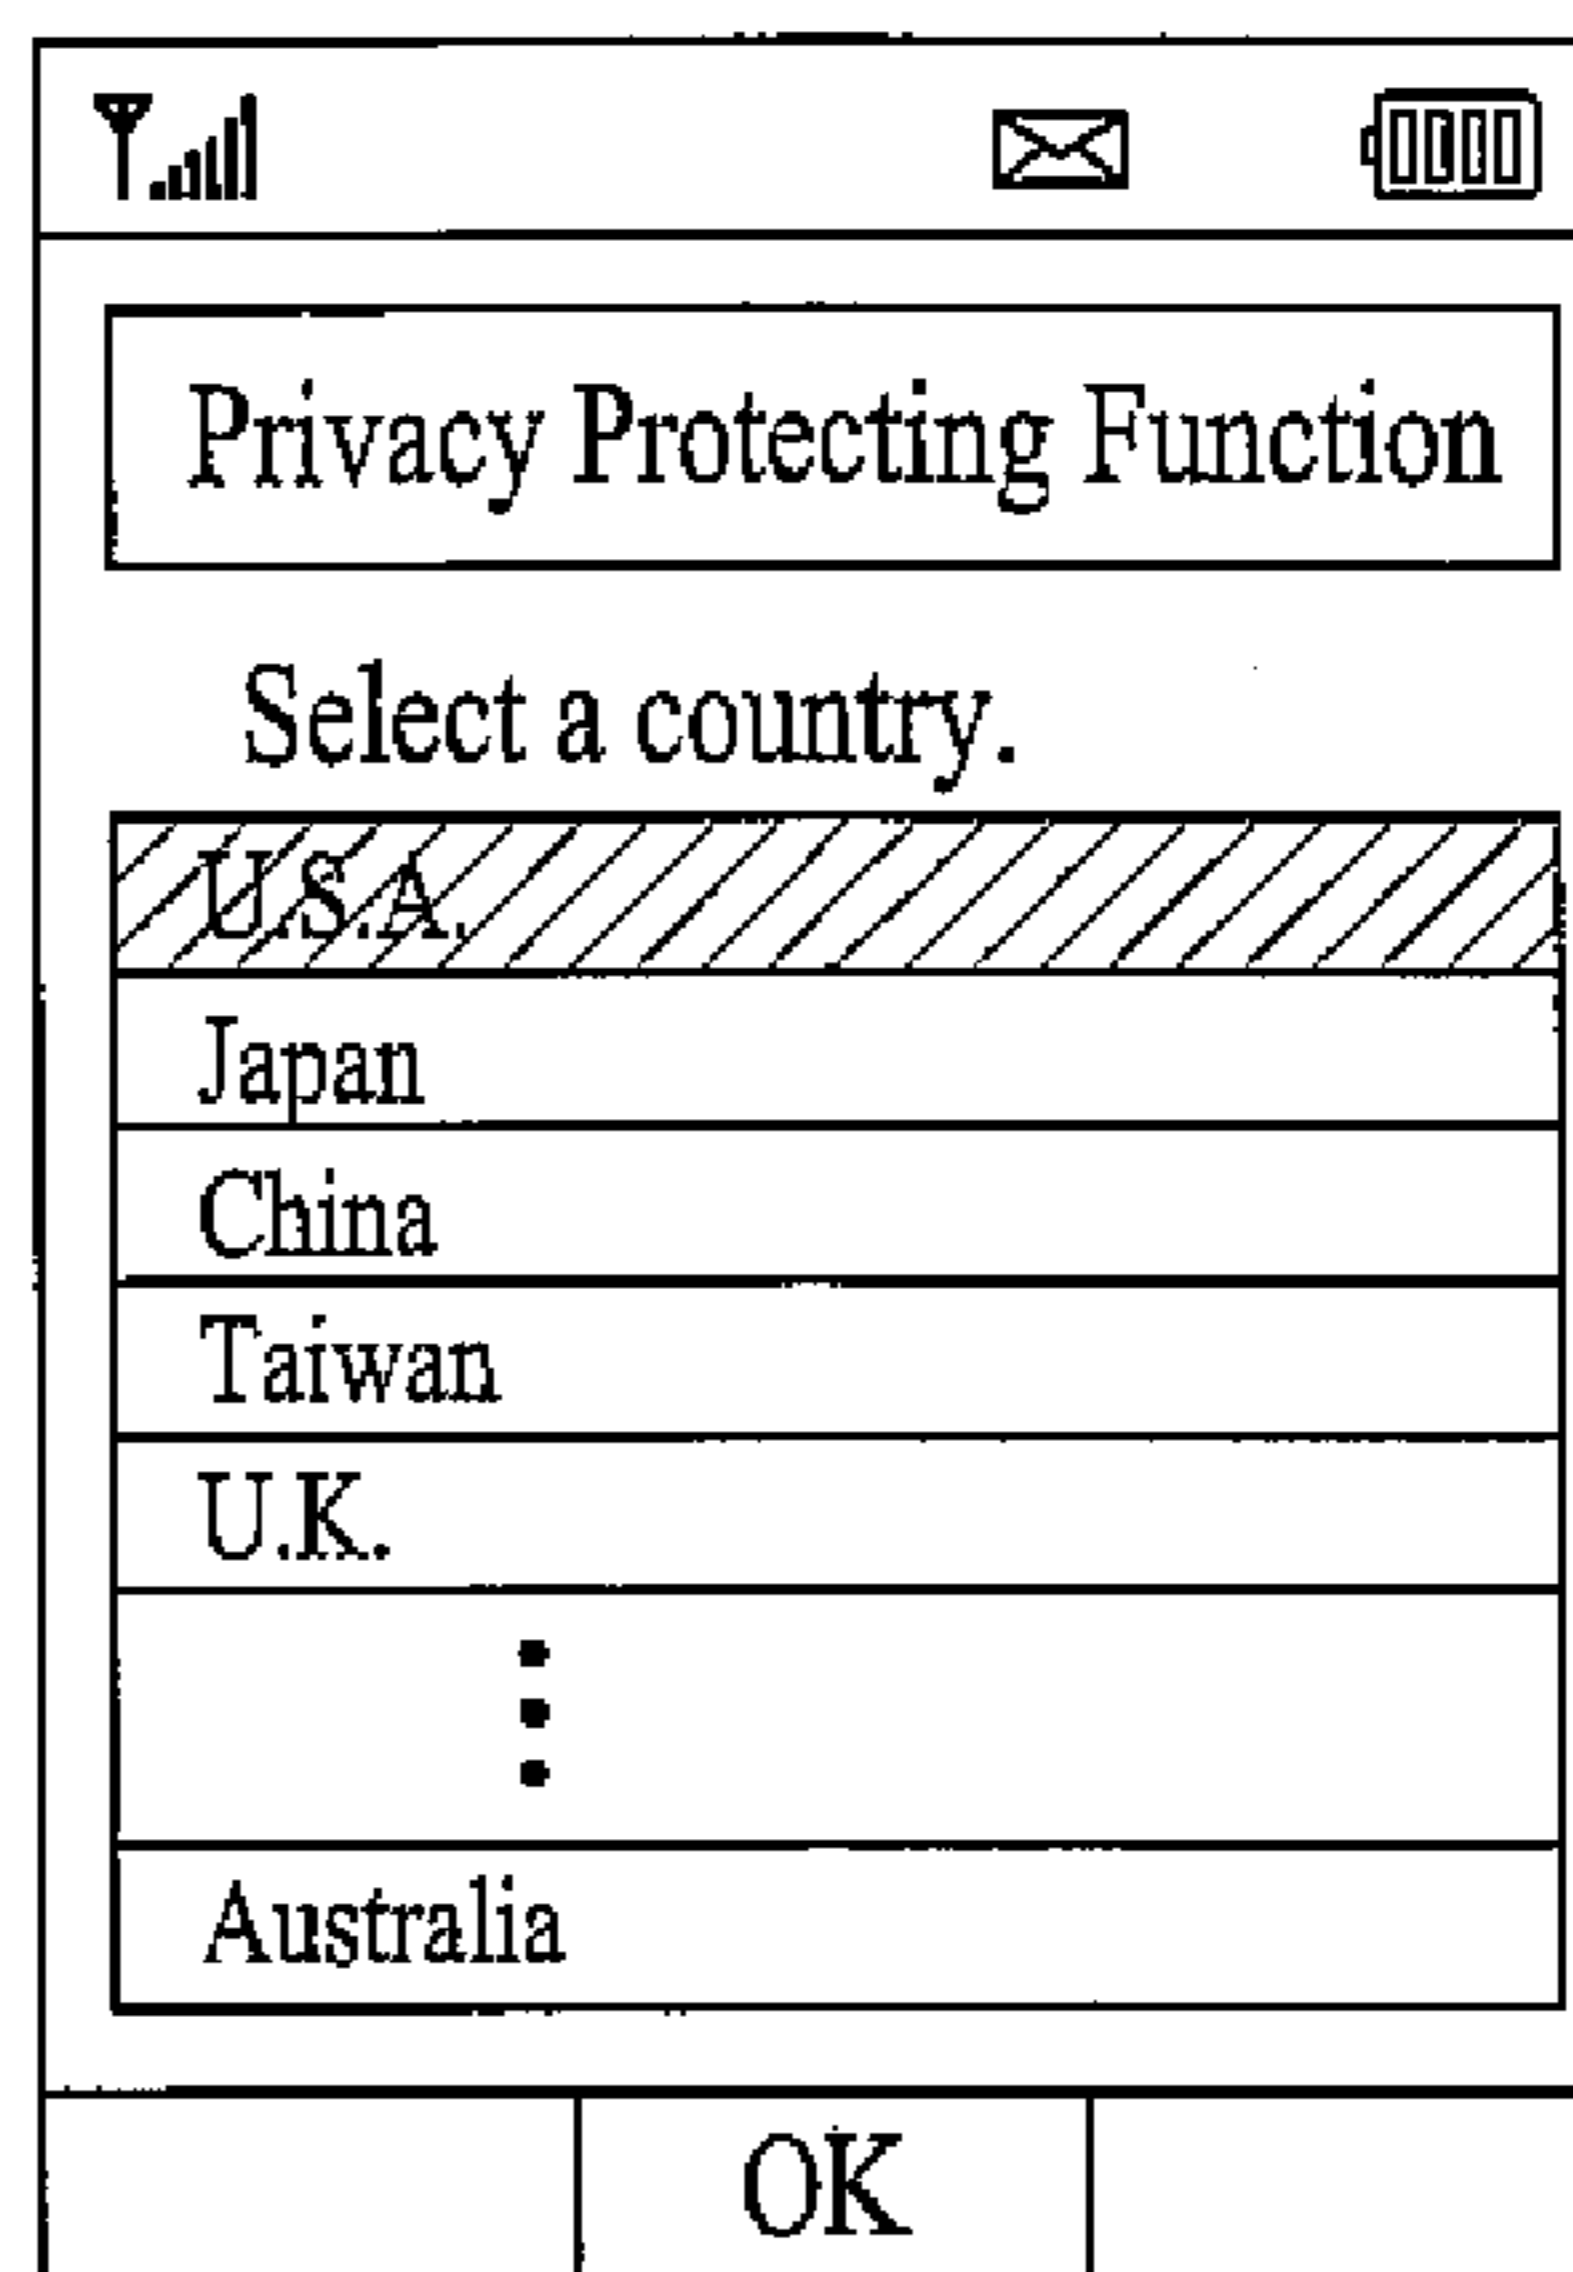 Privacy Protecting Function
Select a country.
U.S.A.
Japan
China
Taiwan
U.K.
Australia
OK